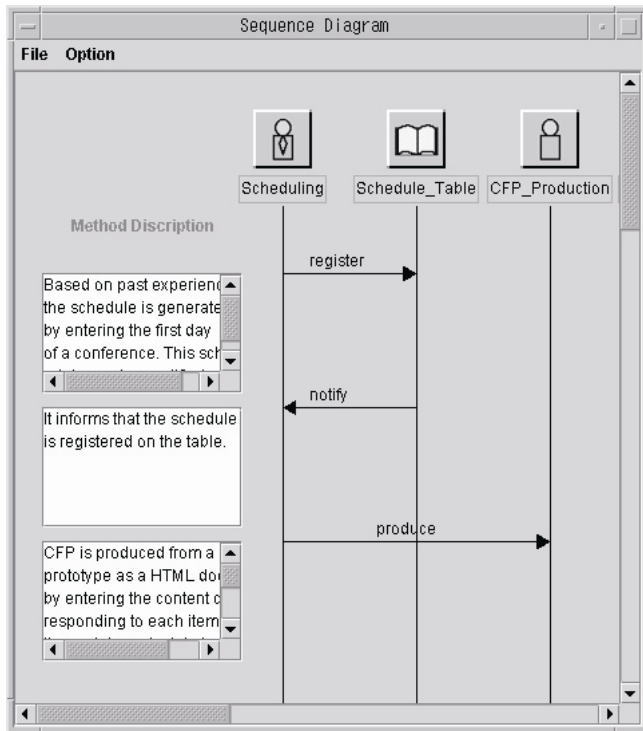 Sequence Diagram
File Option
Scheduling Schedule_Table CFP_Production
Method Discription
register
Based on past experienc
the schedule is generate
by entering the first day
of a conference. This sch
notify
It informs that the schedule
is registered on the table.
produce
CFP is produced from a
prototype as a HTML do
by entering the content c
responding to each item